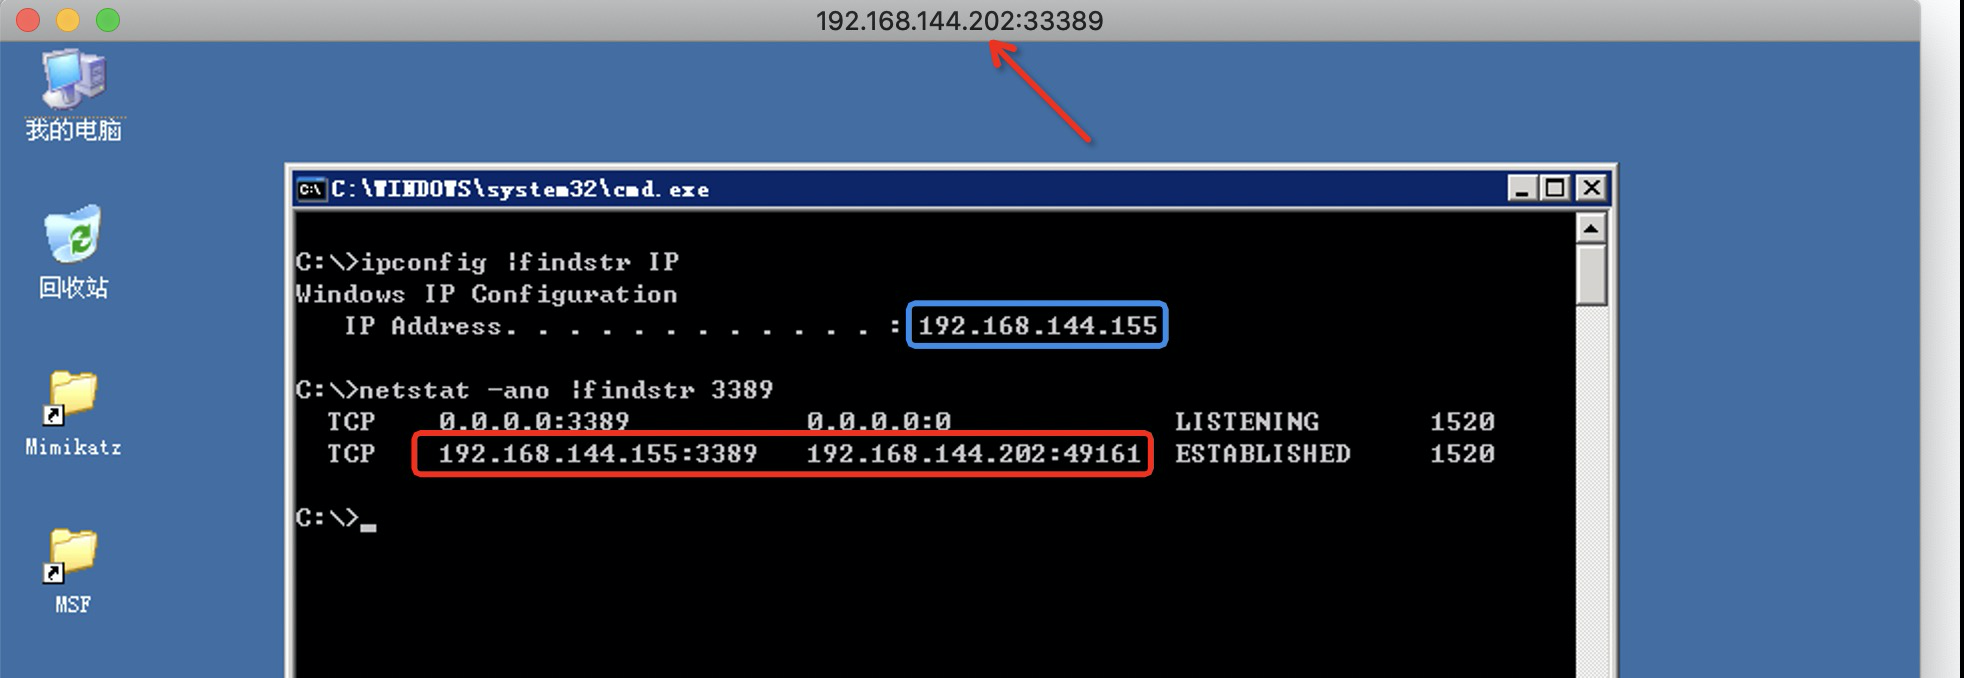 192.168.144.202:33389
我的电脑
回收站
Mimikatz
MSF
C:\WINDOWS\system32\cmd.exe
C:\>ipconfig |findstr IP
Windows IP Configuration
IP Address. . . . . . . . . . . . : 192.168.144.155
C:\>netstat -ano |findstr 3389
TCP 0.0.0.0:3389 0.0.0.0:0 LISTENING 1520
TCP 192.168.144.155:3389 192.168.144.202:49161 ESTABLISHED 1520
C:\>_